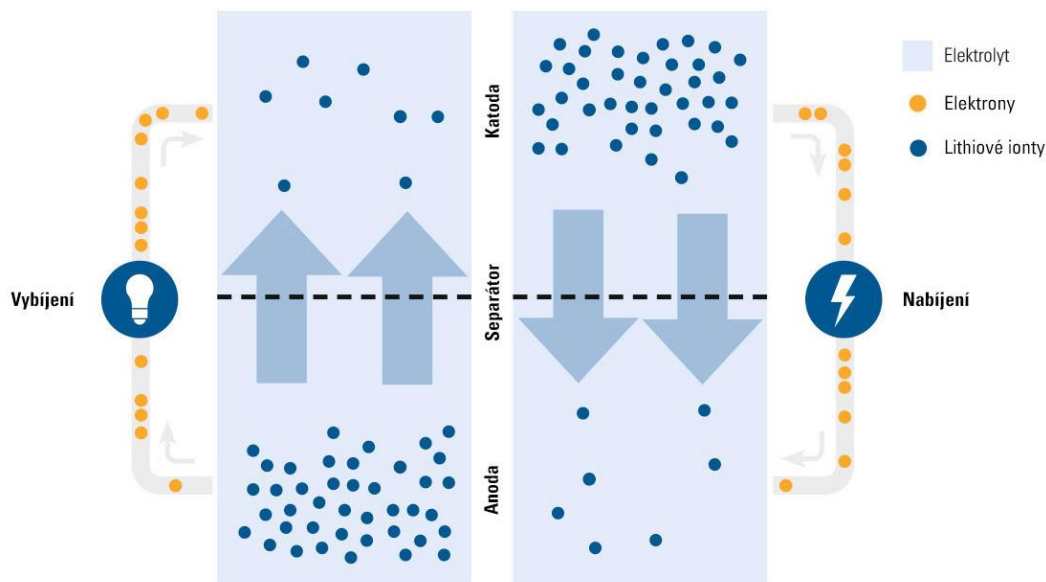 Vybíjení
Katoda
Separátor
Anoda
Nabíjení
Elektrolyt
Elektrony
Lithiové ionty